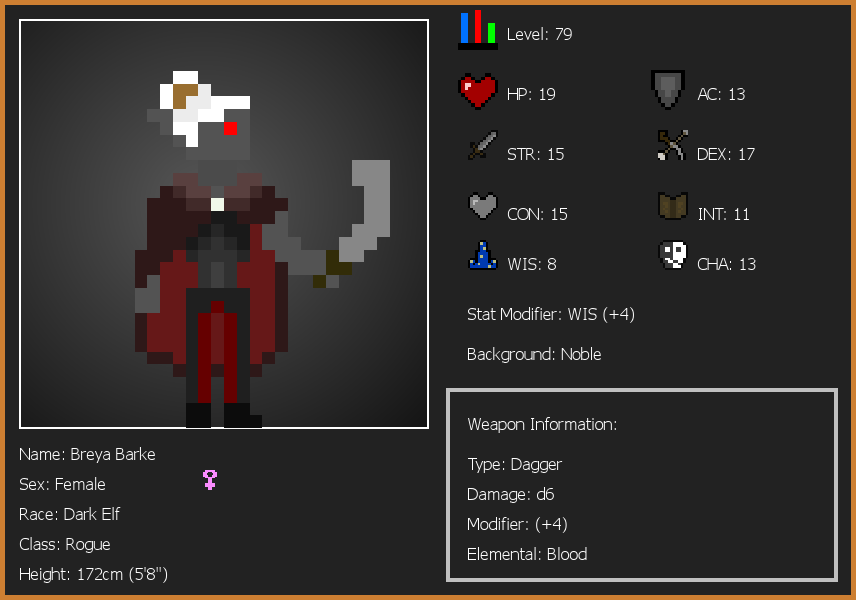 Level: 79
HP: 19
AC: 13
STR: 15
DEX: 17
CON: 15
INT: 11
WIS: 8
CHA: 13
Stat Modifier: WIS (+4)
Background: Noble
Weapon Information:
Type: Dagger
Damage: d6
Modifier: (+4)
Elemental: Blood
Name: Breya Barke
Sex: Female
Race: Dark Elf
Class: Rogue
Height: 172cm (5'8")